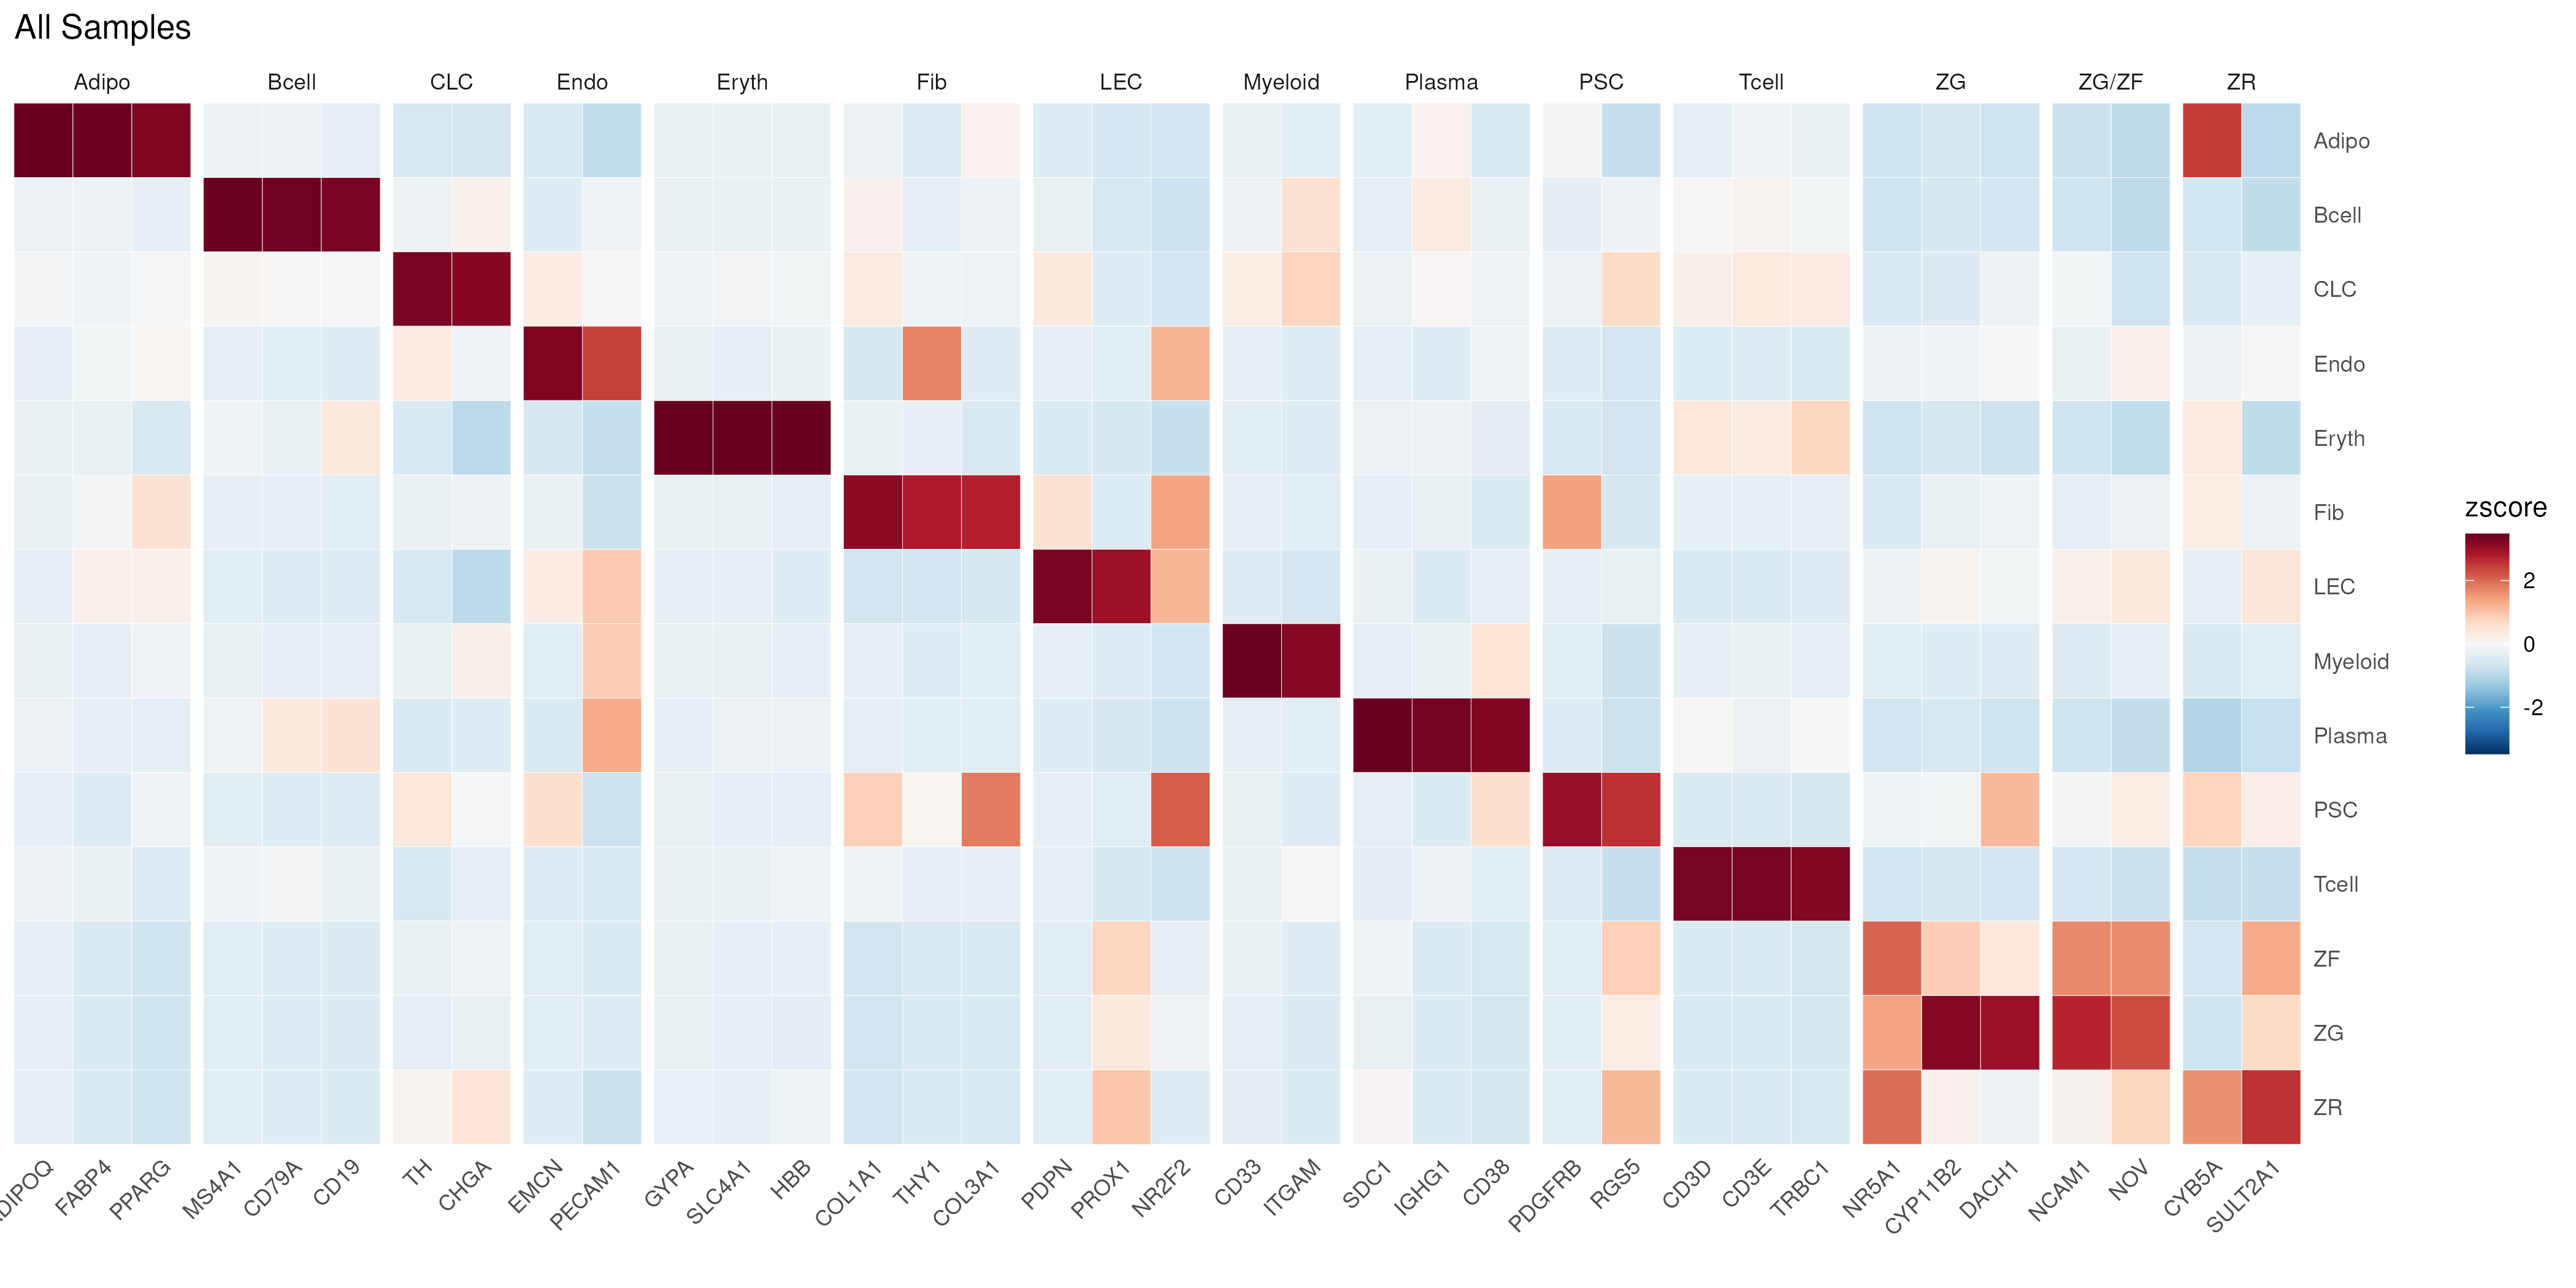 All Samples
Adipo Bcell CLC Endo Eryth Fib LEC Myeloid Plasma PSC Tcell ZG ZG/ZF ZR
Adipo
Bcell
CLC
Endo
Eryth
Fib
LEC
Myeloid
Plasma
PSC
Tcell
ZF
ZG
ZR
zscore
2
0
-2
DIPOQ FABP4 PPARG MS4A1 CD79A CD19 TH CHGA EMCN PECAM1 GYPA SLC4A1 HBB COL1A1 THY1 COL3A1 PDPN PROX1 NR2F2 CD33 ITGAM SDC1 IGHG1 CD38 PDGFRB RGS5 CD3D CD3E TRBC1 NR5A1 CYP11B2 DACH1 NCAM1 NOV CYB5A SULT2A1